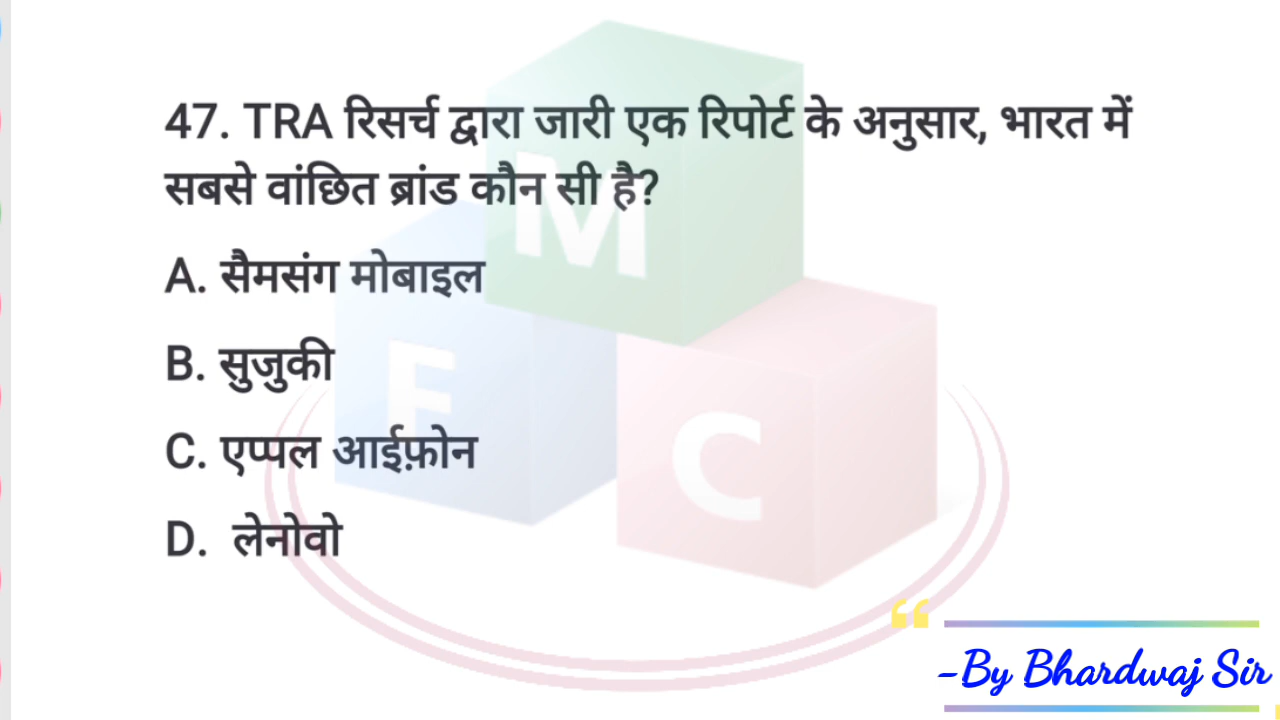 47. TRA रिसर्च द्वारा जारी एक रिपोर्ट के अनुसार, भारत में
सबसे वांछित ब्रांड कौन सी है?
A. सैमसंग मोबाइल
B. सुजुकी
C. एप्पल आईफ़ोन
D. लेनोवो
M
F
C
“
-By Bhardwaj Sir